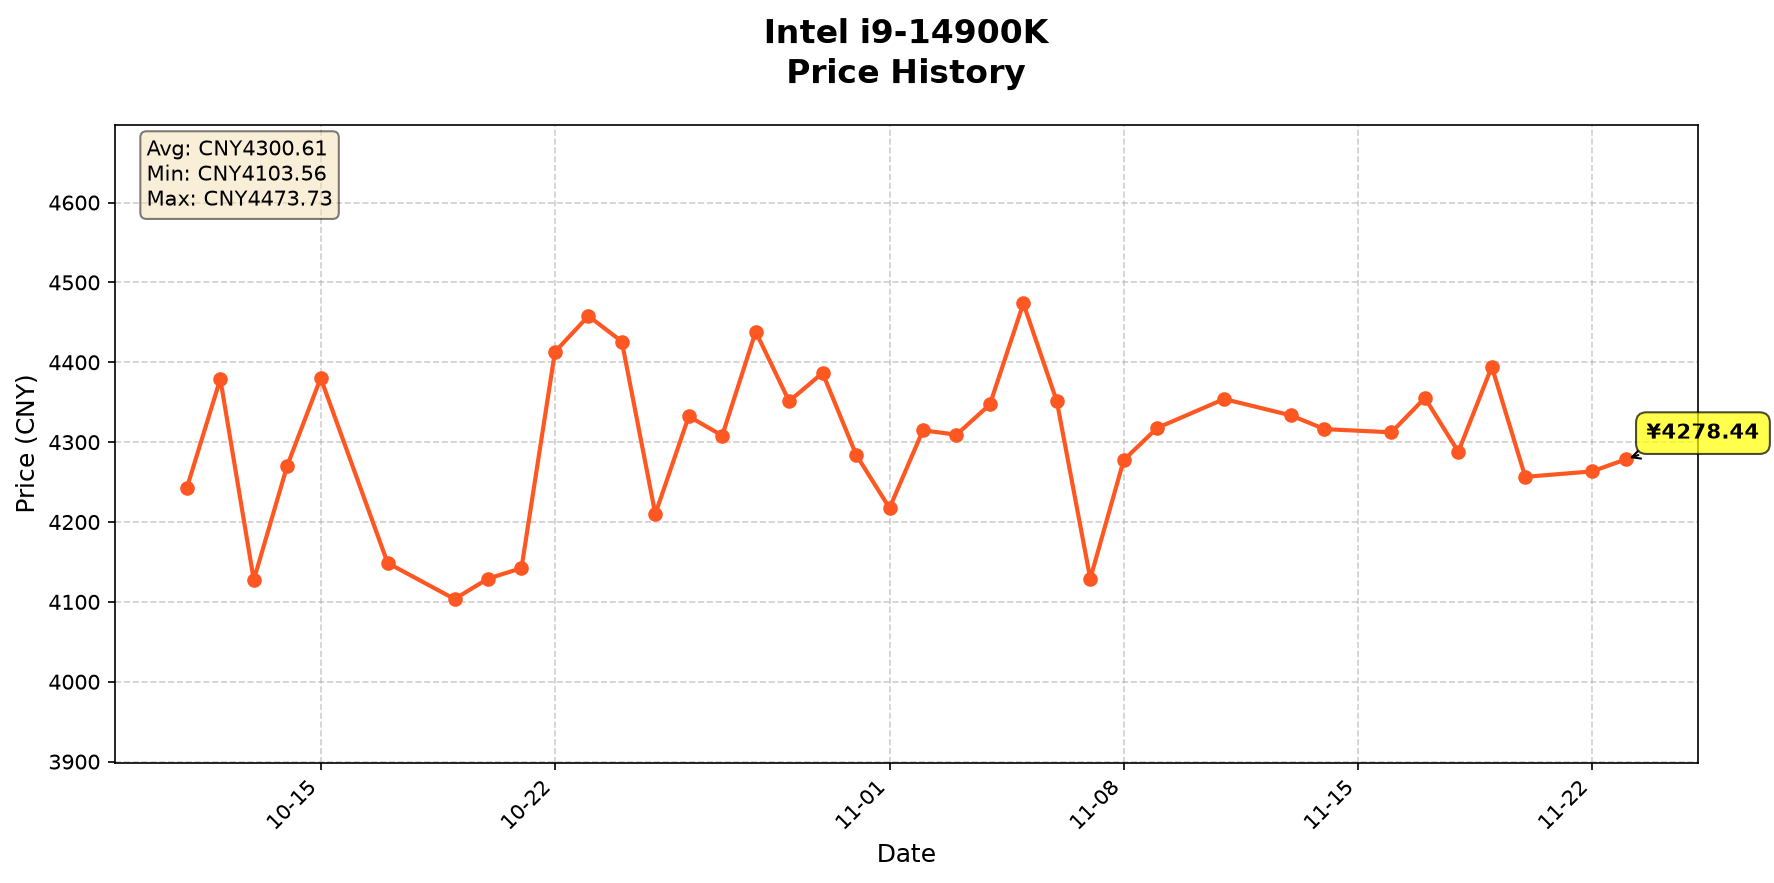 Intel i9-14900K
Price History
Avg: CNY4300.61
Min: CNY4103.56
Max: CNY4473.73
4600
4500
4400
4300
4200
4100
4000
3900
Price (CNY)
¥4278.44
10-15
10-22
11-01
11-08
11-15
11-22
Date